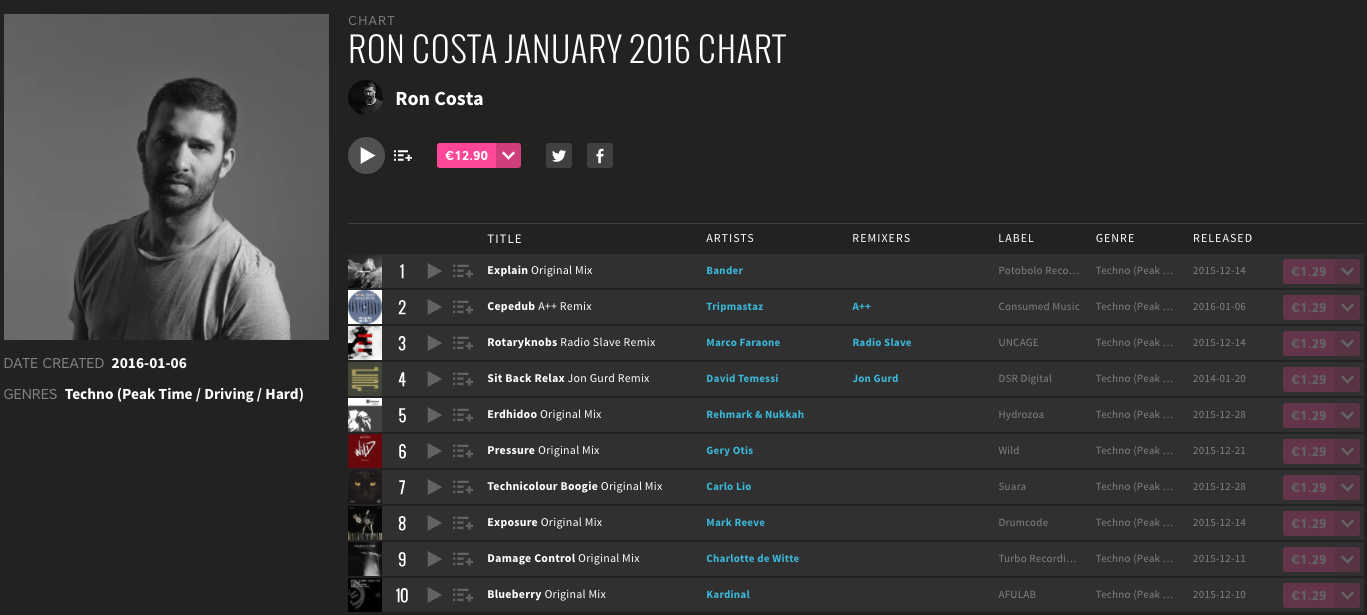 CHART
RON COSTA JANUARY 2016 CHART
Ron Costa
€12.90
DATE CREATED 2016-01-06
GENRES Techno (Peak Time / Driving / Hard)
TITLE ARTISTS REMIXERS LABEL GENRE RELEASED
1 Explain Original Mix Bander Potobolo Reco... Techno (Peak ... 2015-12-14 €1.29
2 Cepedub A++ Remix Tripmastaz A++ Consumed Music Techno (Peak ... 2016-01-06 €1.29
3 Rotaryknobs Radio Slave Remix Marco Faraone Radio Slave UNCAGE Techno (Peak ... 2015-12-14 €1.29
4 Sit Back Relax Jon Gurd Remix David Temessi Jon Gurd DSR Digital Techno (Peak ... 2014-01-20 €1.29
5 Erdhidoo Original Mix Rehmark & Nukkah Hydrozoa Techno (Peak ... 2015-12-28 €1.29
6 Pressure Original Mix Gery Otis Wild Techno (Peak ... 2015-12-21 €1.29
7 Technicolour Boogie Original Mix Carlo Lio Suara Techno (Peak ... 2015-12-28 €1.29
8 Exposure Original Mix Mark Reeve Drumcode Techno (Peak ... 2015-12-14 €1.29
9 Damage Control Original Mix Charlotte de Witte Turbo Recordi... Techno (Peak ... 2015-12-11 €1.29
10 Blueberry Original Mix Kardinal AFULAB Techno (Peak ... 2015-12-10 €1.29